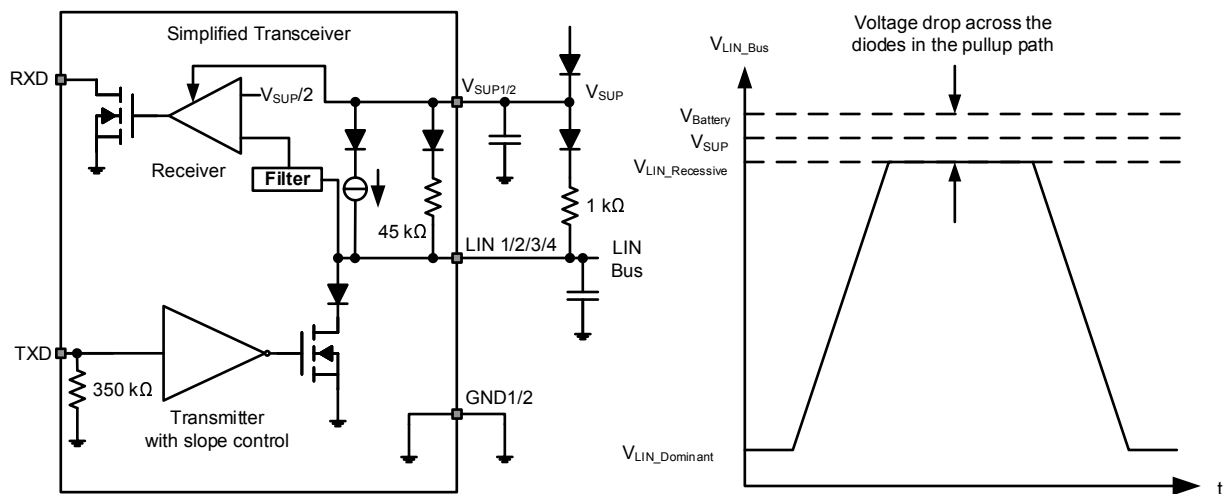 Simplified Transceiver
RXD
V_SUP/2
Receiver
Filter
45 kΩ
V_SUP1/2
V_SUP
1 kΩ
LIN 1/2/3/4
LIN
Bus
TXD
350 kΩ
Transmitter
with slope control
GND1/2
Voltage drop across the
diodes in the pullup path
V_LIN_Bus
V_Battery
V_SUP
V_LIN_Recessive
V_LIN_Dominant
t